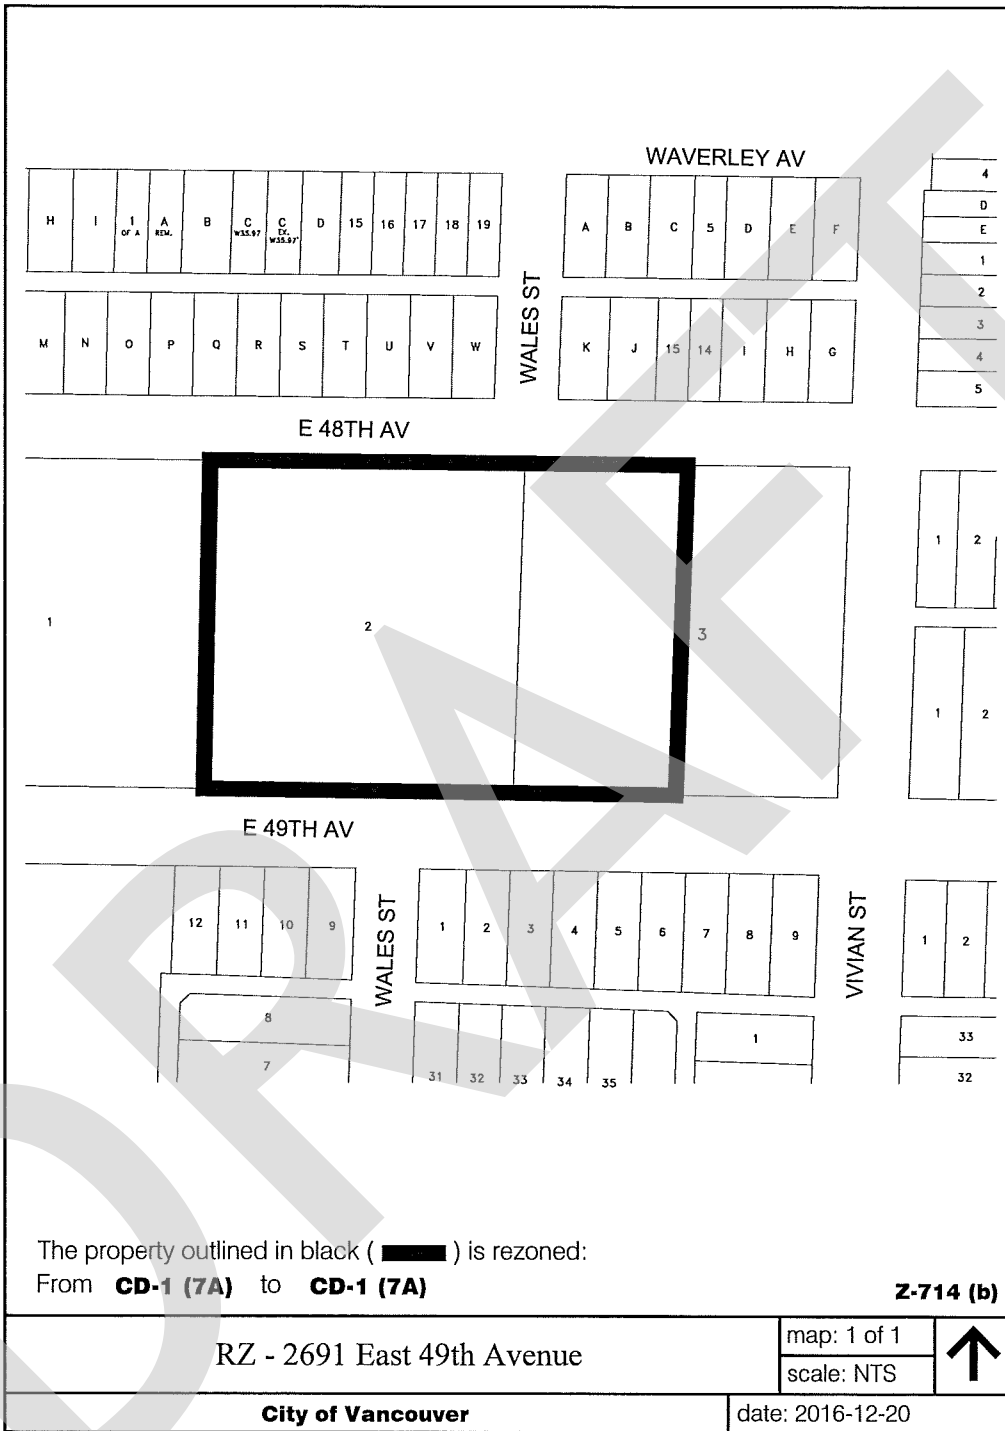 WAVERLEY AV
H I 1 OF A A REM. B C W35.97 C EX. W35.97' D 15 16 17 18 19
A B C 5 D E F
4
D
E
1
2
3
4
5
WALES ST
M N O P Q R S T U V W
K J 15 14 I H G
E 48TH AV
1 2
1 2 3
1 2
E 49TH AV
12 11 10 9
WALES ST
1 2 3 4 5 6 7 8 9
VIVIAN ST
1 2
8
7
31 32 33 34 35
1
33
32
DRAFT
The property outlined in black ( ) is rezoned:
From CD-1 (7A) to CD-1 (7A)
Z-714 (b)
RZ - 2691 East 49th Avenue
map: 1 of 1
scale: NTS
City of Vancouver
date: 2016-12-20